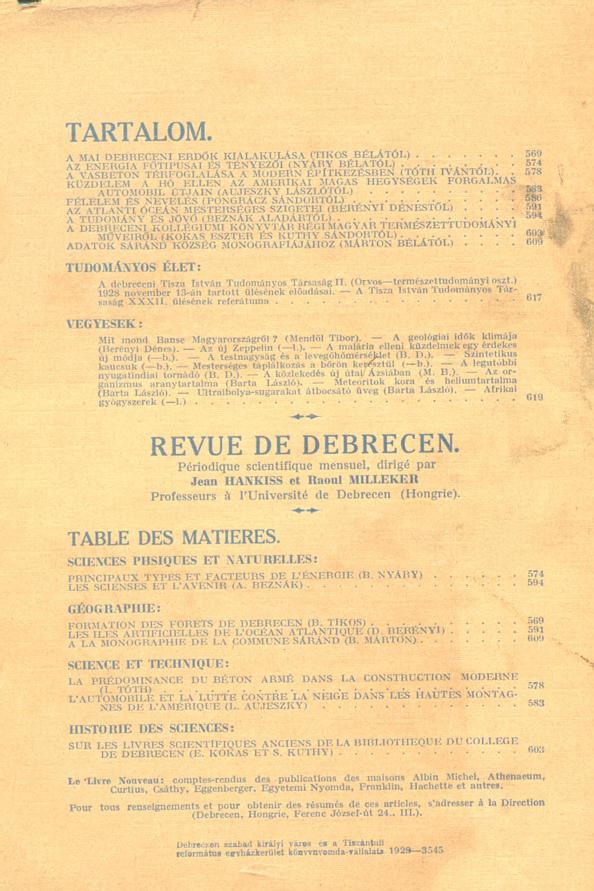 TARTALOM.
A MAI DEBRECENI ERDŐK KIALAKULÁSA (TIKOS BÉLÁTÓL) . . . . . . . 569
AZ ENERGIA FŐTIPUSAI ÉS TÉNYEZŐI (NYÁRY BÉLÁTÓL) . . . . . . . 574
A VASBETON TÉRFOGLALÁSA A MODERN ÉPÍTKEZÉSBEN (TÓTH IVÁNTÓL). . 578
KÜZDELEM A HÓ ELLEN AZ AMERIKAI MAGAS HEGYSÉGEK FORGALMAS
AUTOMOBIL ÚTJAIN (AUJESZKY LÁSZLÓTÓL) . . . . . . . . . . 583
FÉLELEM ÉS NEVELÉS (PONGRÁCZ SÁNDORTÓL) . . . . . . . . . . 586
AZ ATLANTI ÓCEÁN MESTERSÉGES SZIGETEI (BERÉNYI DÉNESTŐL) . . . . 591
A TUDOMÁNY ÉS JÖVŐ (BEZNÁK ALADÁRTÓL) . . . . . . . . . . 594
A DEBRECENI KOLLÉGIUMI KÖNYVTÁR RÉGI MAGYAR TERMÉSZETTUDOMÁNYI
MŰVEIRŐL (KOKAS ESZTER ÉS KUTHY SÁNDORTÓL) . . . . . . . . 603
ADATOK SÁRÁND KÖZSÉG MONOGRAFIÁJÁHOZ (MÁRTON BÉLÁTÓL) . . . . . 609
TUDOMÁNYOS ÉLET:
A debreceni Tisza István Tudományos Társaság II. (Orvos—természettudományi oszt.)
1928 november 13-án tartott ülésének előadásai. — A Tisza István Tudományos Tár-
saság XXXII. ülésének referátuma . . . . . . . . . . . . 617
VEGYESEK:
Mit mond Banse Magyarországról? (Mendöl Tibor). — A geológiai idők klímája
(Berényi Dénes). — Az új Zeppelin (—l.). — A malária elleni küzdelmek egy érdekes
új módja (—b.). — A testnagyság és a levegőhőmérséklet (B. D.). — Szintetikus
kaucsuk (—b.). — Mesterséges táplálkozás a bőrön keresztül (—b.). — A legutóbbi
nyugatindiai tornádó (B. D.). — A közlekedés új útai Ázsiában (M. B.). — Az or-
ganizmus aranytartalma (Barta László). — Meteoritok kora és heliumtartalma
(Barta László). — Ultraibolya-sugarakat átbocsátó üveg (Barta László). — Afrikai
gyógyszerek (—l.) . . . . . . . . . . . . . . . . . 619
REVUE DE DEBRECEN.
Périodique scientifique mensuel, dirigé par
Jean HANKISS et Raoul MILLEKER
Professeurs à l'Université de Debrecen (Hongrie).
TABLE DES MATIERES.
SCIENCES PHSIQUES ET NATURELLES:
PRINCIPAUX TYPES ET FACTEURS DE L'ÉNERGIE (B. NYÁRY) . . . . . . 574
LES SCIENSES ET L'AVENIR (A. BEZNÁK) . . . . . . . . . . . 594
GÉOGRAPHIE:
FORMATION DES FORETS DE DEBRECEN (B. TIKOS) . . . . . . . . . 569
LES ILES ARTIFICIELLES DE L'OCÉAN ATLANTIQUE (D. BERÉNYI) . . . . . 591
A LA MONOGRAPHIE DE LA COMMUNE SÁRÁND (B. MÁRTON) . . . . . . 609
SCIENCE ET TECHNIQUE:
LA PRÉDOMINANCE DU BÉTON ARMÉ DANS LA CONSTRUCTION MODERNE
(I. TÓTH) . . . . . . . . . . . . . . . . . . . 578
L'AUTOMOBILE ET LA LUTTE CONTRE LA NEIGE DANS LES HAUTES MONTAG-
NES DE L'AMÉRIQUE (L. AUJESZKY) . . . . . . . . . . . 583
HISTORIE DES SCIENCES:
SUR LES LIVRES SCIENTIFIQUES ANCIENS DE LA BIBLIOTHEQUE DU COLLEGE
DE DEBRECEN (E. KOKAS ET S. KUTHY) . . . . . . . . . . 603
Le 'Livre Nouveau: comptes-rendus des publications des maisons Albin Michel, Athenaeum,
Curtius, Csáthy, Eggenberger, Egyetemi Nyomda, Franklin, Hachette et autres.
Pour tous renselgnements et pour obtenir des résumés de ces articles, s'adresser à la Direction
(Debrecen, Hongrie, Ferenc József-út 24., III.).
Debreczen szabad királyi város és a Tiszántúli
református egyházkerület könyvnyomda-vállalata 1928—3545